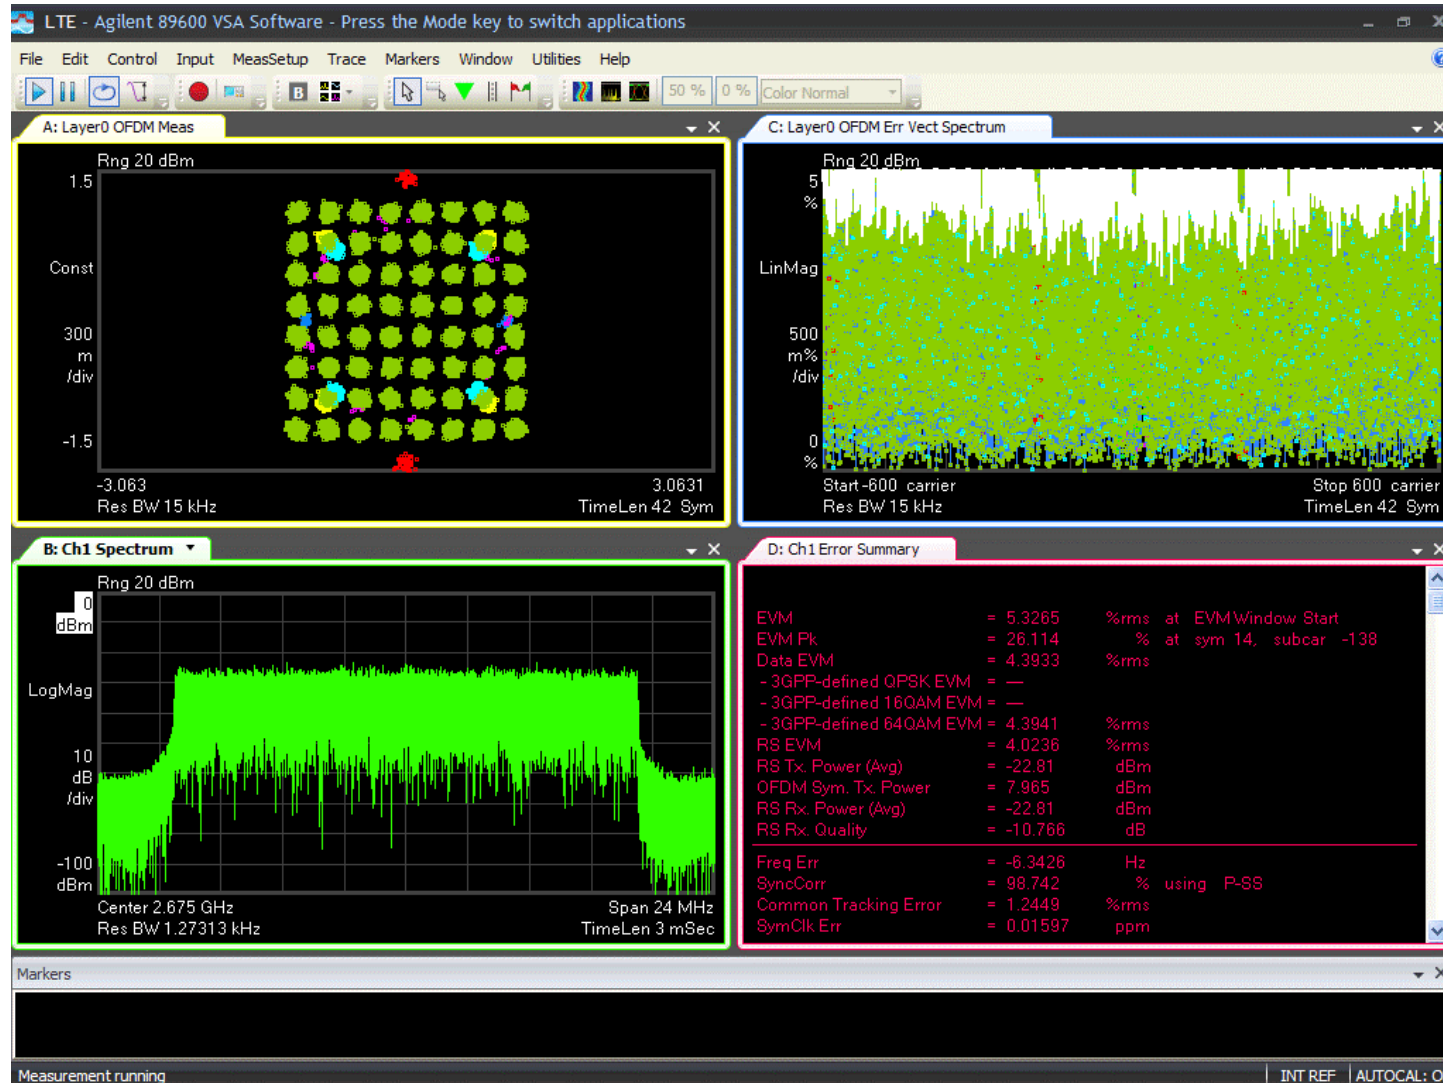 LTE - Agilent 89600 VSA Software - Press the Mode key to switch applications
File Edit Control Input MeasSetup Trace Markers Window Utilities Help
B 50 % 0 % Color Normal
A: Layer0 OFDM Meas
Rng 20 dBm
1.5
Const
300
m
/div
-1.5
-3.063 3.0631
Res BW 15 kHz TimeLen 42 Sym
C: Layer0 OFDM Err Vect Spectrum
Rng 20 dBm
5
%
LinMag
500
m%
/div
0
%
Start -600 carrier Stop 600 carrier
Res BW 15 kHz TimeLen 42 Sym
B: Ch1 Spectrum
Rng 20 dBm
0
dBm
LogMag
10
dB
/div
-100
dBm
Center 2.675 GHz Span 24 MHz
Res BW 1.27313 kHz TimeLen 3 mSec
D: Ch1 Error Summary
EVM = 5.3265 %rms at EVM Window Start
EVM Pk = 26.114 % at sym 14, subcar -138
Data EVM = 4.3933 %rms
- 3GPP-defined QPSK EVM = —
- 3GPP-defined 16QAM EVM = —
- 3GPP-defined 64QAM EVM = 4.3941 %rms
RS EVM = 4.0236 %rms
RS Tx. Power (Avg) = -22.81 dBm
OFDM Sym. Tx. Power = 7.965 dBm
RS Rx. Power (Avg) = -22.81 dBm
RS Rx. Quality = -10.766 dB
Freq Err = -6.3426 Hz
SyncCorr = 98.742 % using P-SS
Common Tracking Error = 1.2449 %rms
SymClk Err = 0.01597 ppm
Markers
Measurement running INT REF AUTOCAL: O